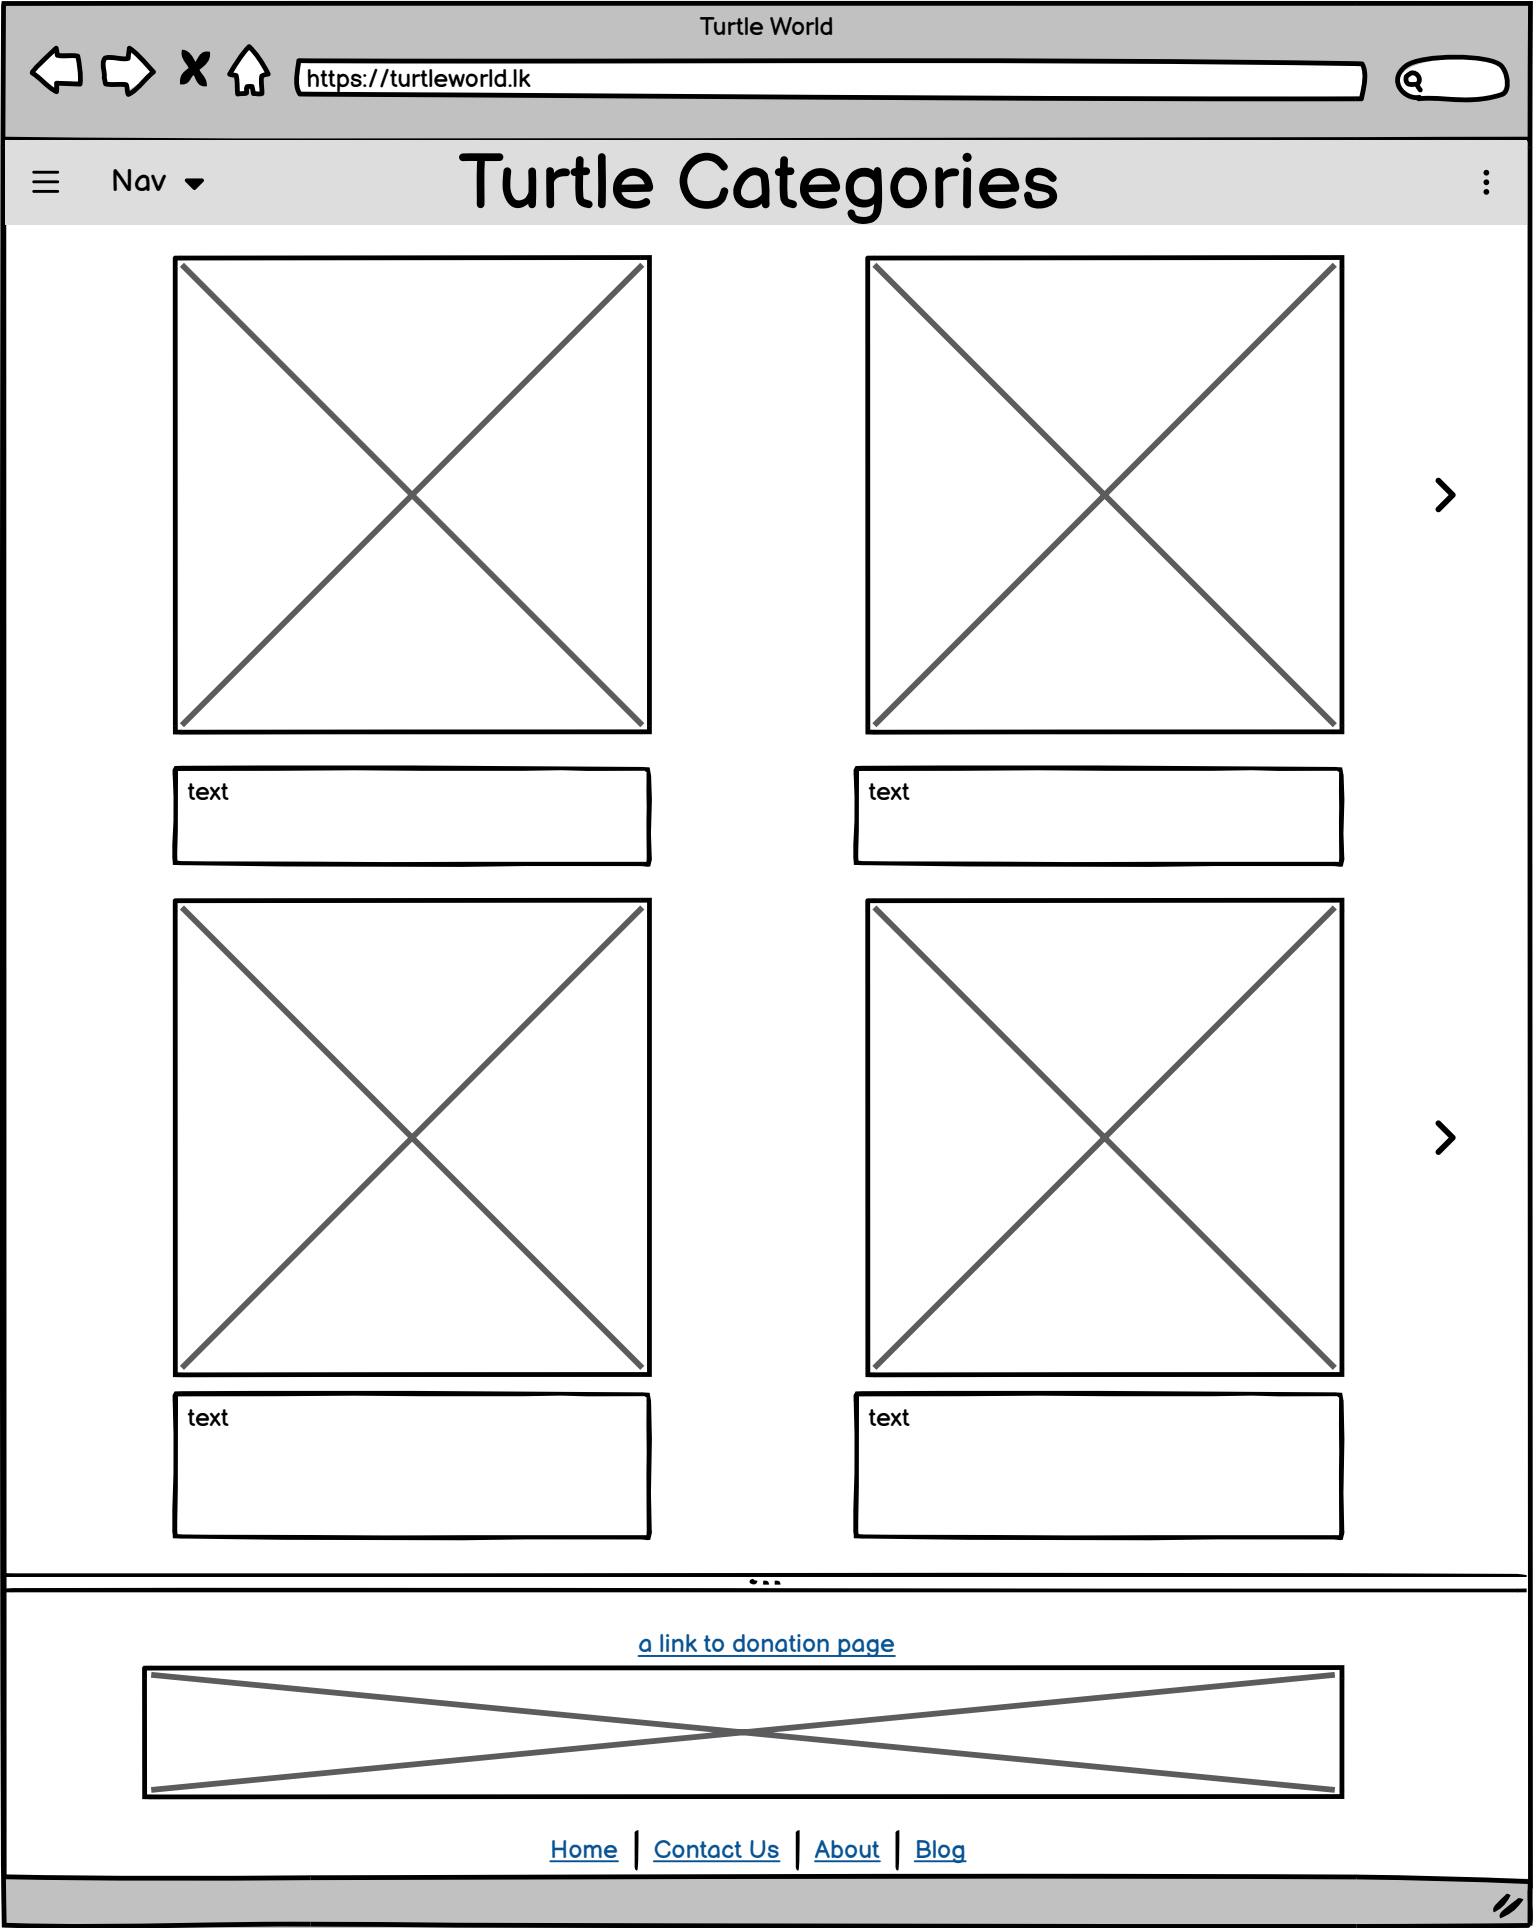 Turtle World
https://turtleworld.lk
Nav
Turtle Categories
text
text
text
text
a link to donation page
Home | Contact Us | About | Blog